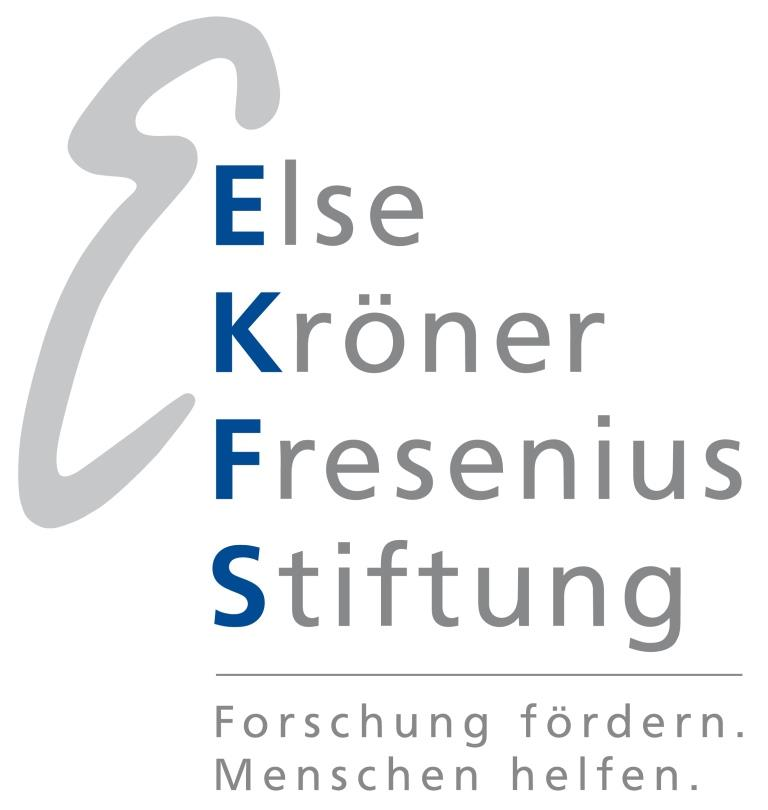 Else
Kröner
Fresenius
Stiftung
Forschung fördern.
Menschen helfen.